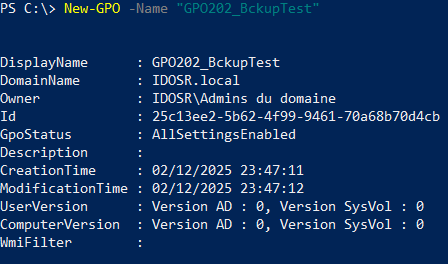 PS C:\> New-GPO -Name "GPO202_BckupTest"
DisplayName : GPO202_BckupTest
DomainName : IDOSR.local
Owner : IDOSR\Admins du domaine
Id : 25c13ee2-5b62-4f99-9461-70a68b70d4cb
GpoStatus : AllSettingsEnabled
Description :
CreationTime : 02/12/2025 23:47:11
ModificationTime : 02/12/2025 23:47:12
UserVersion : Version AD : 0, Version SysVol : 0
ComputerVersion : Version AD : 0, Version SysVol : 0
WmiFilter :